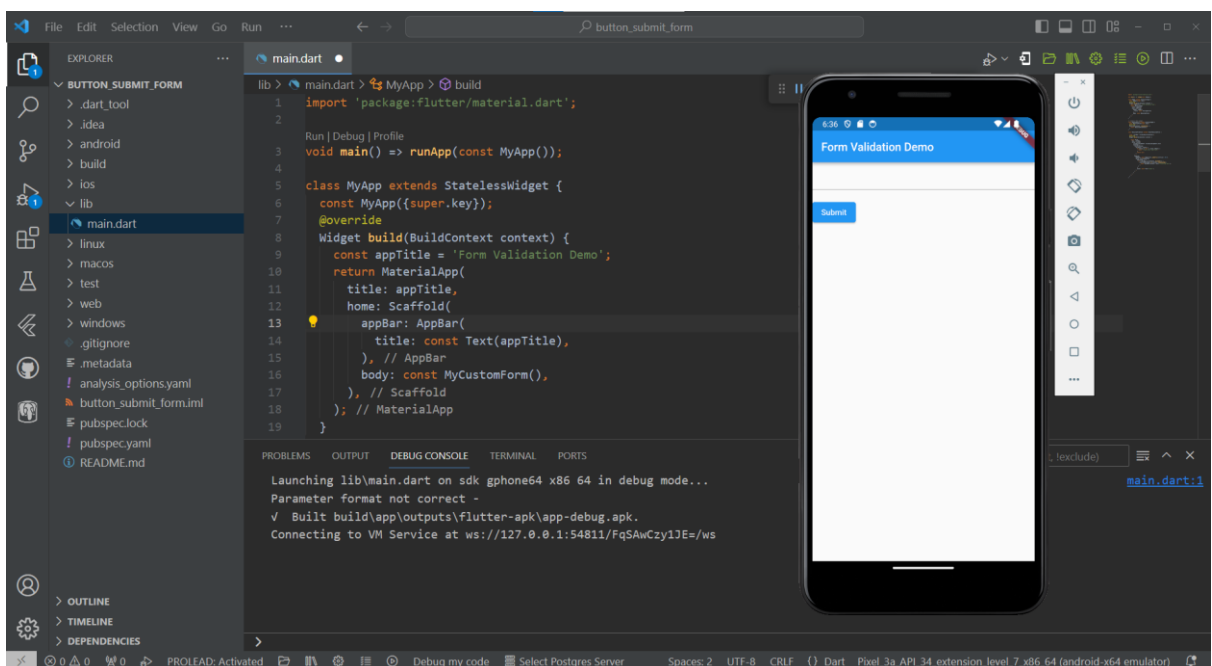 File Edit Selection View Go Run ··· button_submit_form
EXPLORER ···
BUTTON_SUBMIT_FORM
.dart_tool
.idea
android
build
ios
lib
main.dart
linux
macos
test
web
windows
.gitignore
.metadata
analysis_options.yaml
button_submit_form.iml
pubspec.lock
pubspec.yaml
README.md
OUTLINE
TIMELINE
DEPENDENCIES
1
1
main.dart
lib > main.dart > MyApp > build
1 import 'package:flutter/material.dart';
2
Run | Debug | Profile
3 void main() => runApp(const MyApp());
4
5 class MyApp extends StatelessWidget {
6 const MyApp({super.key});
7 @override
8 Widget build(BuildContext context) {
9 const appTitle = 'Form Validation Demo';
10 return MaterialApp(
11 title: appTitle,
12 home: Scaffold(
13 appBar: AppBar(
14 title: const Text(appTitle),
15 ), // AppBar
16 body: const MyCustomForm(),
17 ), // Scaffold
18 ); // MaterialApp
19 }
PROBLEMS OUTPUT DEBUG CONSOLE TERMINAL PORTS
!exclude)
Launching lib\main.dart on sdk gphone64 x86 64 in debug mode...
main.dart:1
Parameter format not correct -
√ Built build\app\outputs\flutter-apk\app-debug.apk.
Connecting to VM Service at ws://127.0.0.1:54811/FqSAwCzy1JE=/ws
>
6:36
Form Validation Demo
Submit
0 0 0 PROLEAD: Activated Debug my code Select Postgres Server Spaces: 2 UTF-8 CRLF {} Dart Pixel 3a API 34 extension level 7 x86 64 (android-x64 emulator)